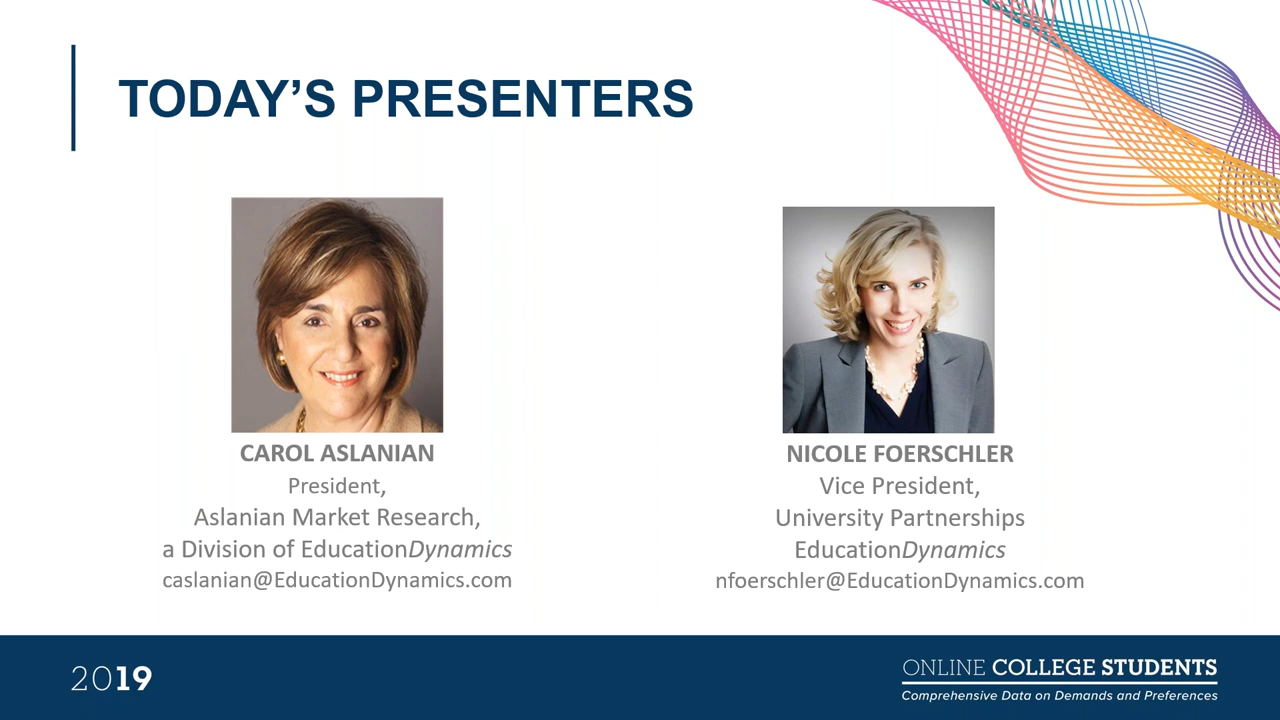 TODAY’S PRESENTERS
CAROL ASLANIAN
President,
Aslanian Market Research,
a Division of EducationDynamics
caslanian@EducationDynamics.com
NICOLE FOERSCHLER
Vice President,
University Partnerships
EducationDynamics
nfoerschler@EducationDynamics.com
2019
ONLINE COLLEGE STUDENTS
Comprehensive Data on Demands and Preferences